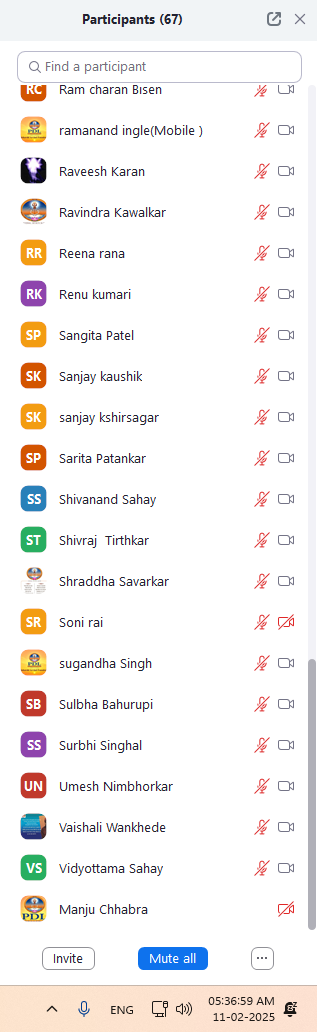 Participants (67)
Find a participant
RC Ram charan Bisen
ramanand ingle(Mobile )
Raveesh Karan
Ravindra Kawalkar
RR Reena rana
RK Renu kumari
SP Sangita Patel
SK Sanjay kaushik
SK sanjay kshirsagar
SP Sarita Patankar
SS Shivanand Sahay
ST Shivraj  Tirthkar
Shraddha Savarkar
SR Soni rai
sugandha Singh
SB Sulbha Bahurupi
SS Surbhi Singhal
UN Umesh Nimbhorkar
Vaishali Wankhede
VS Vidyottama Sahay
PDI Manju Chhabra
Invite Mute all ...
ENG 05:36:59 AM
11-02-2025